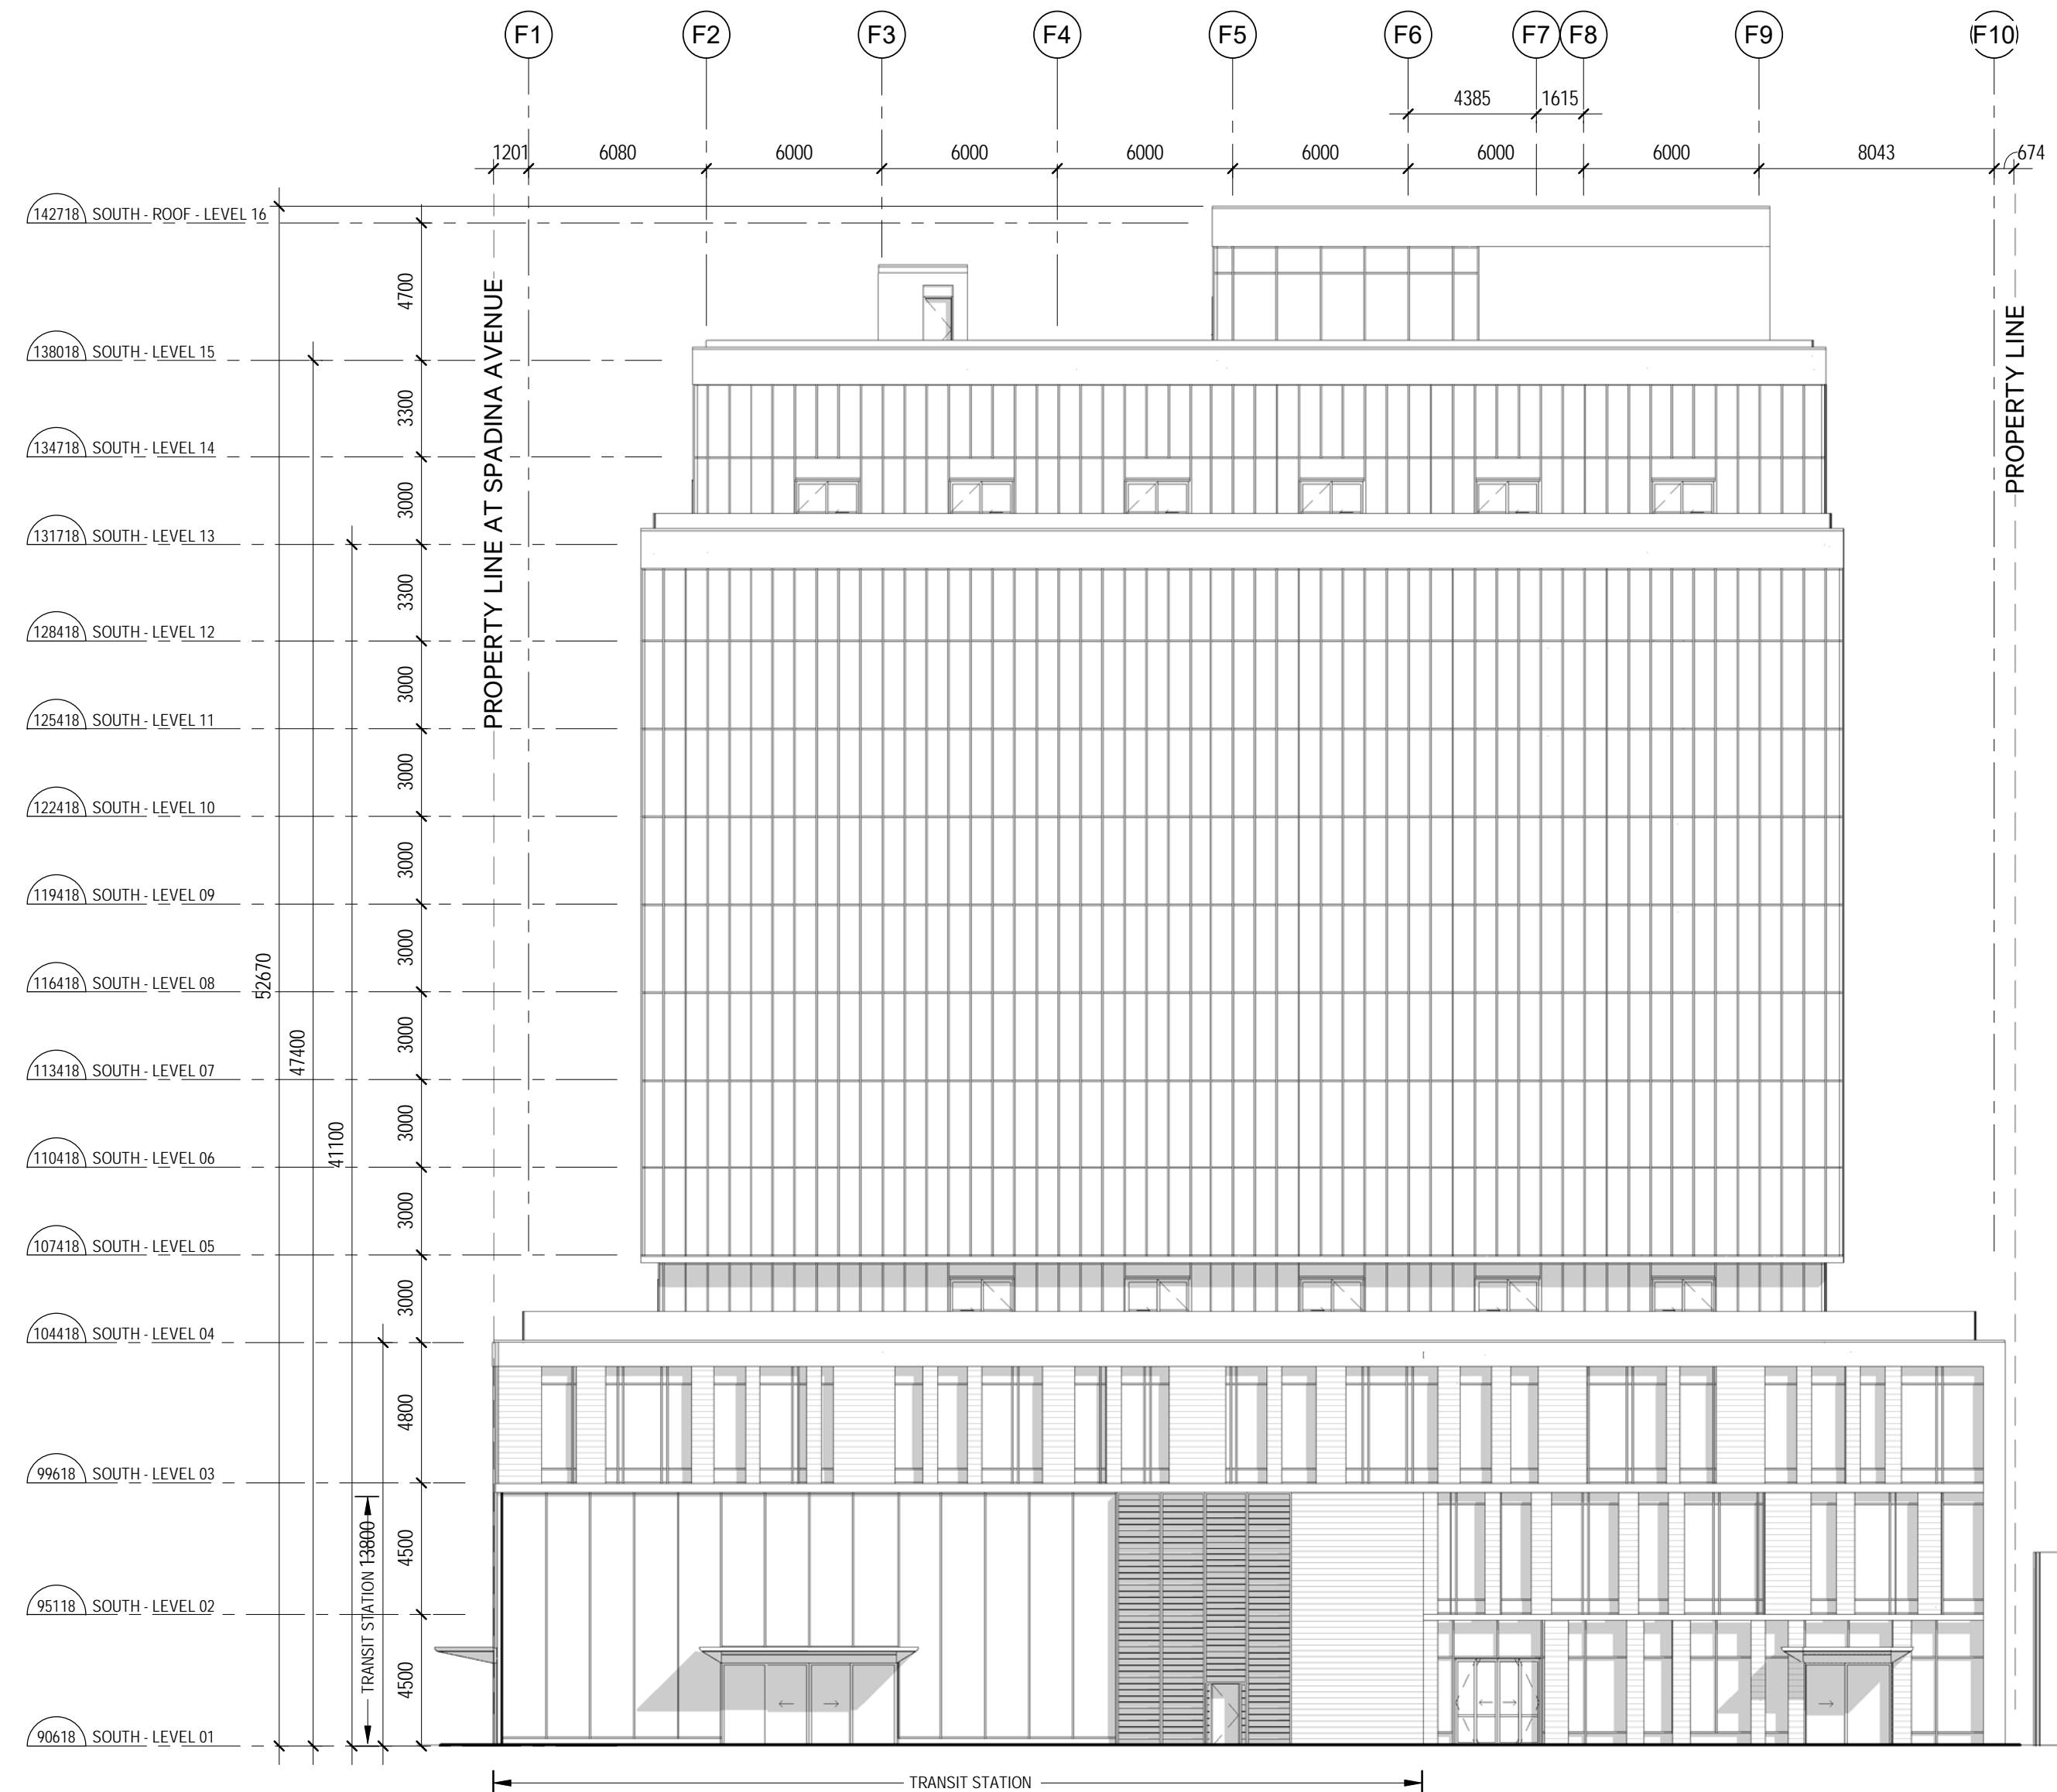 F1 F2 F3 F4 F5 F6 F7 F8 F9 F10
4385 1615
1201 6080 6000 6000 6000 6000 6000 6000 8043 674
142718 SOUTH - ROOF - LEVEL 16
4700
138018 SOUTH - LEVEL 15
3300
134718 SOUTH - LEVEL 14
3000
131718 SOUTH - LEVEL 13
3300
128418 SOUTH - LEVEL 12
3000
125418 SOUTH - LEVEL 11
3000
122418 SOUTH - LEVEL 10
3000
119418 SOUTH - LEVEL 09
3000
116418 SOUTH - LEVEL 08
3000
113418 SOUTH - LEVEL 07
3000
110418 SOUTH - LEVEL 06
3000
107418 SOUTH - LEVEL 05
3000
104418 SOUTH - LEVEL 04
4800
99618 SOUTH - LEVEL 03
4500
95118 SOUTH - LEVEL 02
4500
90618 SOUTH - LEVEL 01
52670
47400
41100
13800
TRANSIT STATION
PROPERTY LINE AT SPADINA AVENUE
PROPERTY LINE
TRANSIT STATION